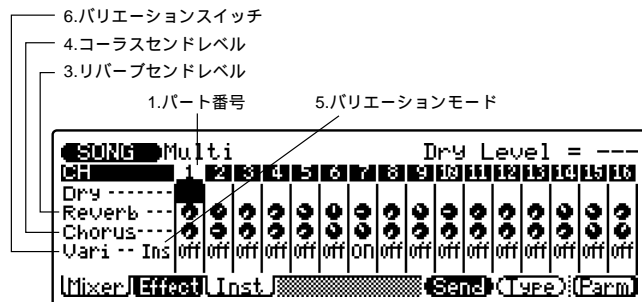 6.バリエーションスイッチ
4.コーラスセンドレベル
3.リバーブセンドレベル
1.パート番号 5.バリエーションモード
SONG Multi Dry Level = ---
CH 1 2 3 4 5 6 7 8 9 10 11 12 13 14 15 16
Dry -------
Reverb ---
Chorus----
Vari -- Ins off off off off off off on off off off off off off off off off
Mixer Effect Inst Send (Type) (Parm)